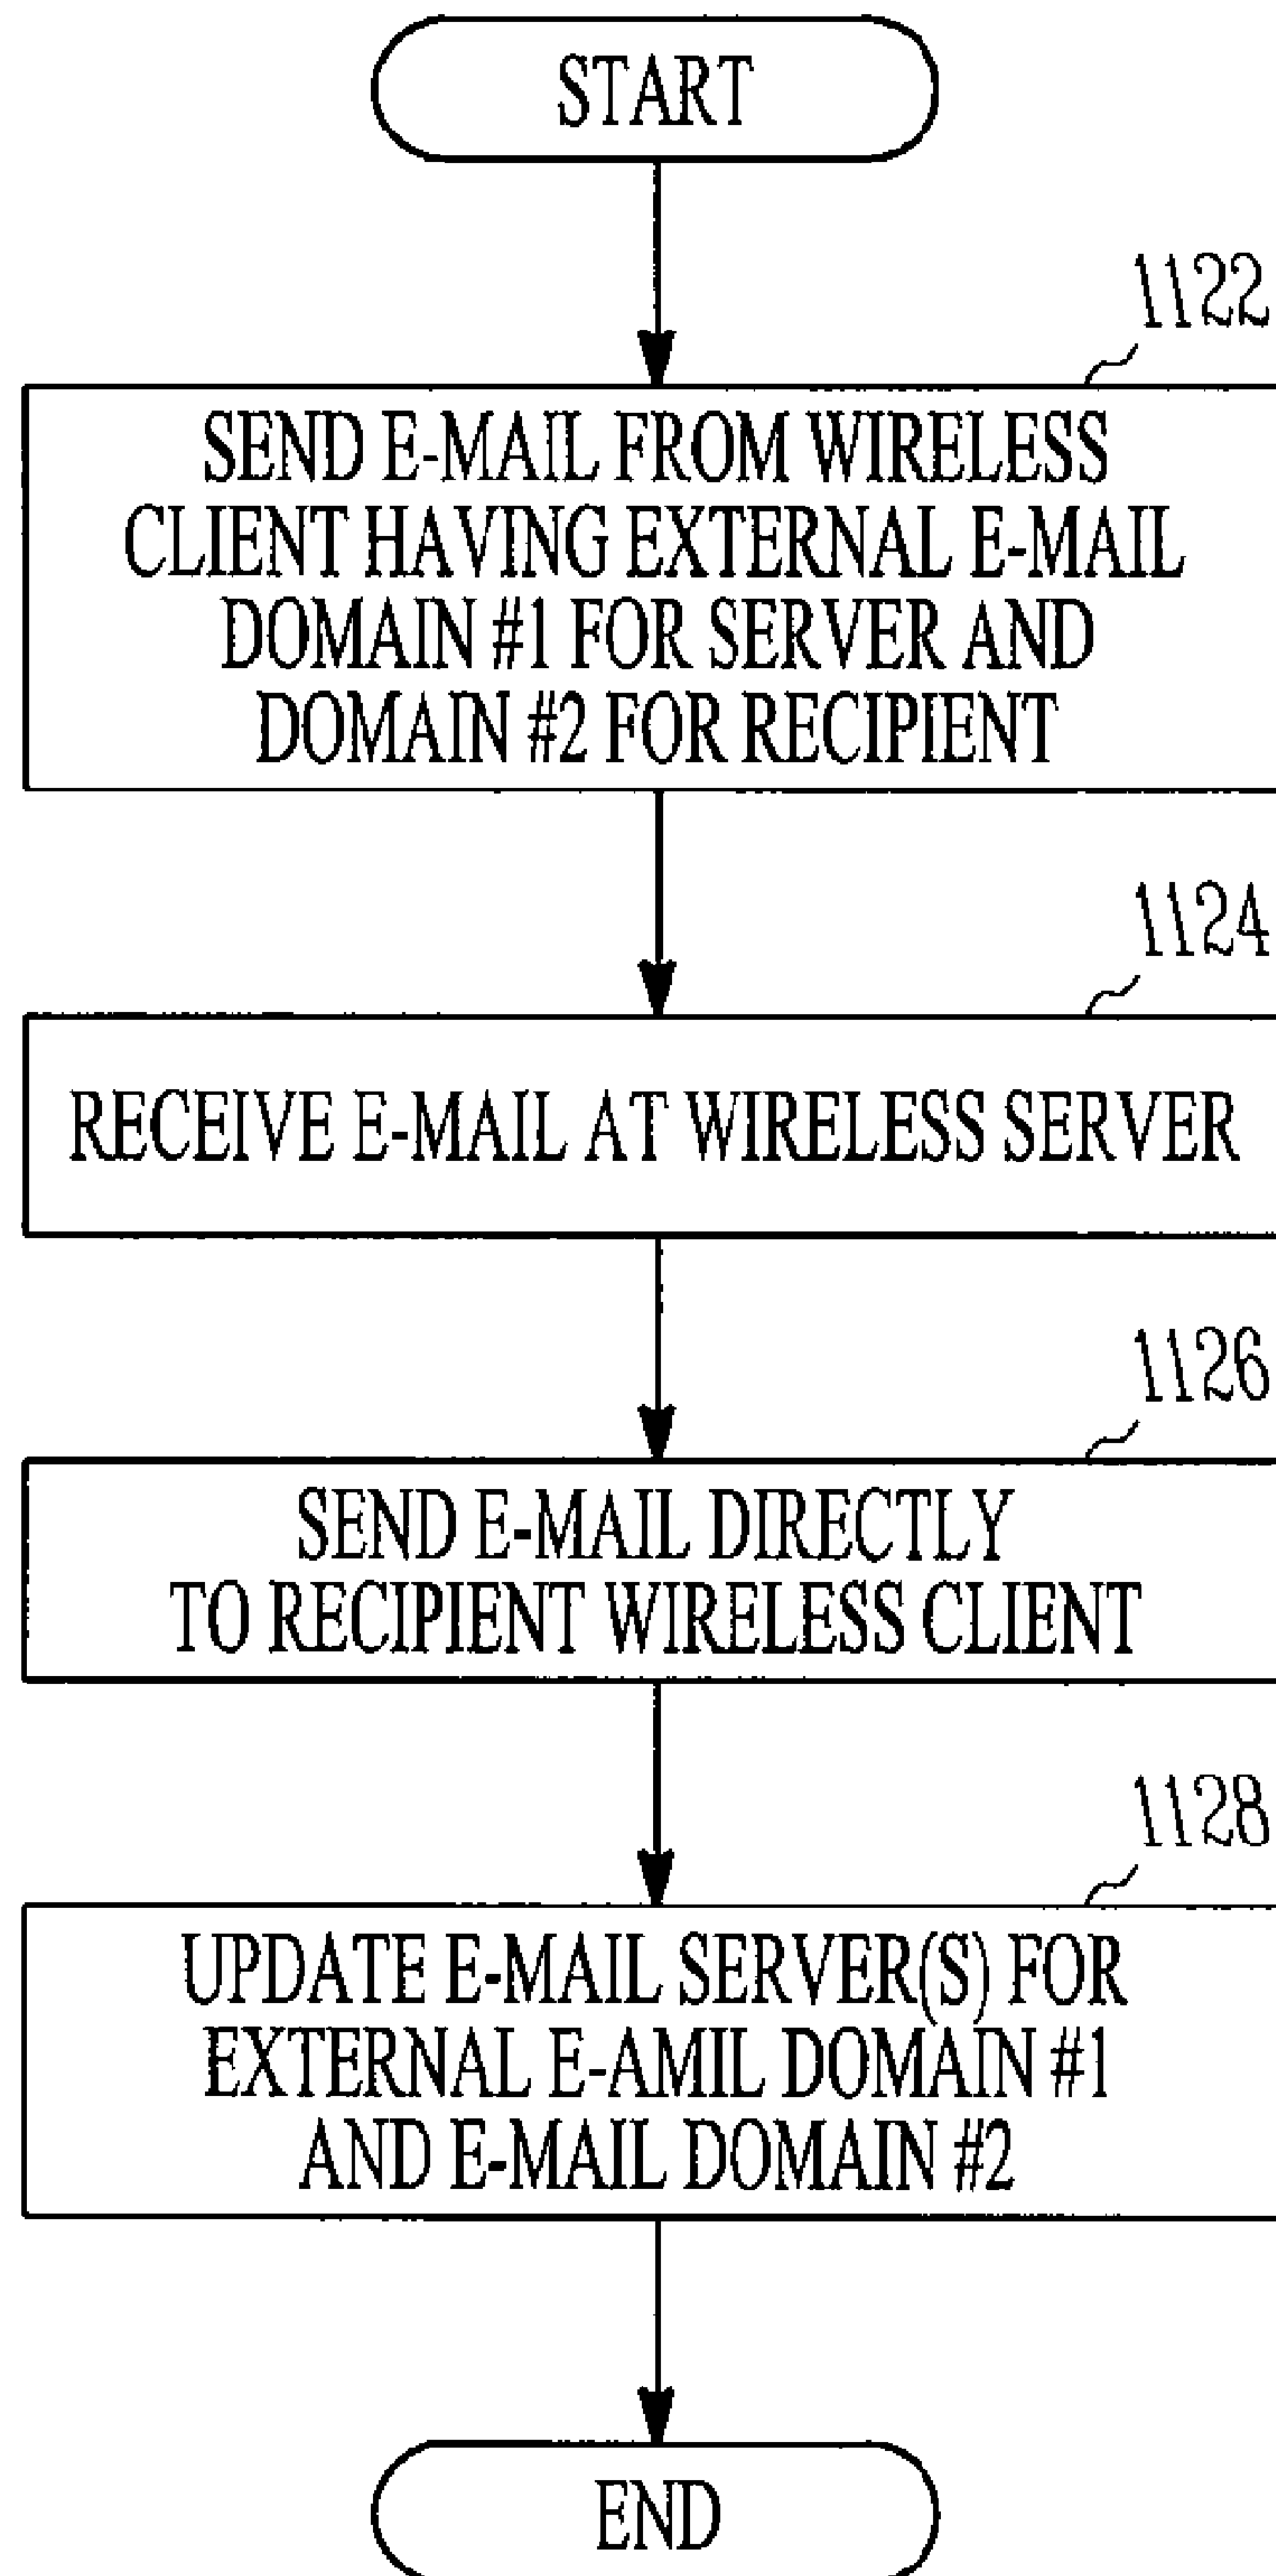 START
1122
SEND E-MAIL FROM WIRELESS
CLIENT HAVING EXTERNAL E-MAIL
DOMAIN #1 FOR SERVER AND
DOMAIN #2 FOR RECIPIENT
1124
RECEIVE E-MAIL AT WIRELESS SERVER
1126
SEND E-MAIL DIRECTLY
TO RECIPIENT WIRELESS CLIENT
1128
UPDATE E-MAIL SERVER(S) FOR
EXTERNAL E-AMIL DOMAIN #1
AND E-MAIL DOMAIN #2
END